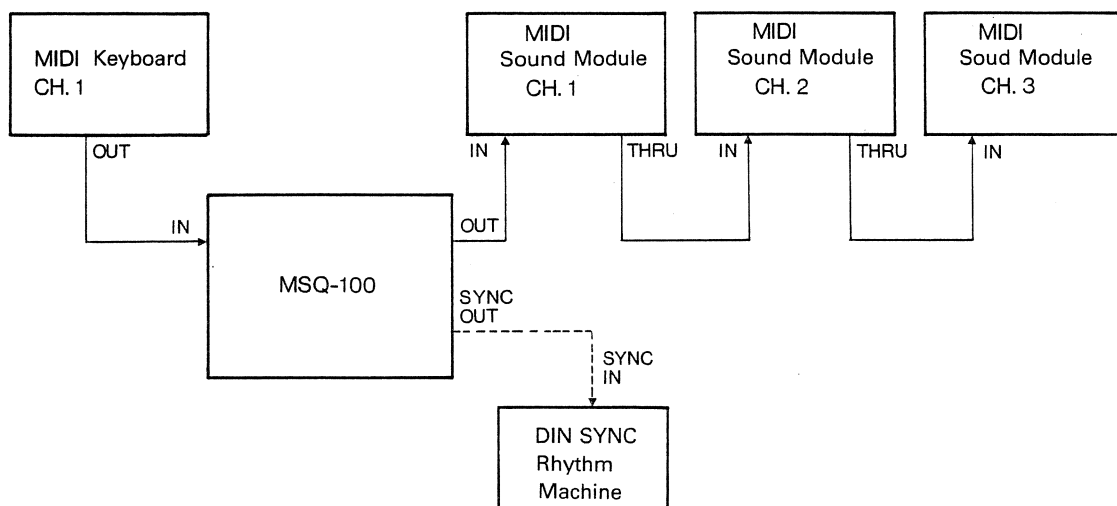 MIDI Keyboard
CH. 1
OUT
IN
MSQ-100
OUT
SYNC
OUT
SYNC
IN
DIN SYNC
Rhythm
Machine
MIDI
Sound Module
CH. 1
IN
THRU
MIDI
Sound Module
CH. 2
IN
THRU
MIDI
Soud Module
CH. 3
IN